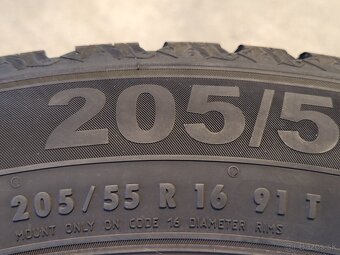 205/5
205/55 R 16 91 T
MOUNT ONLY ON CODE 16 DIAMETER RIMS